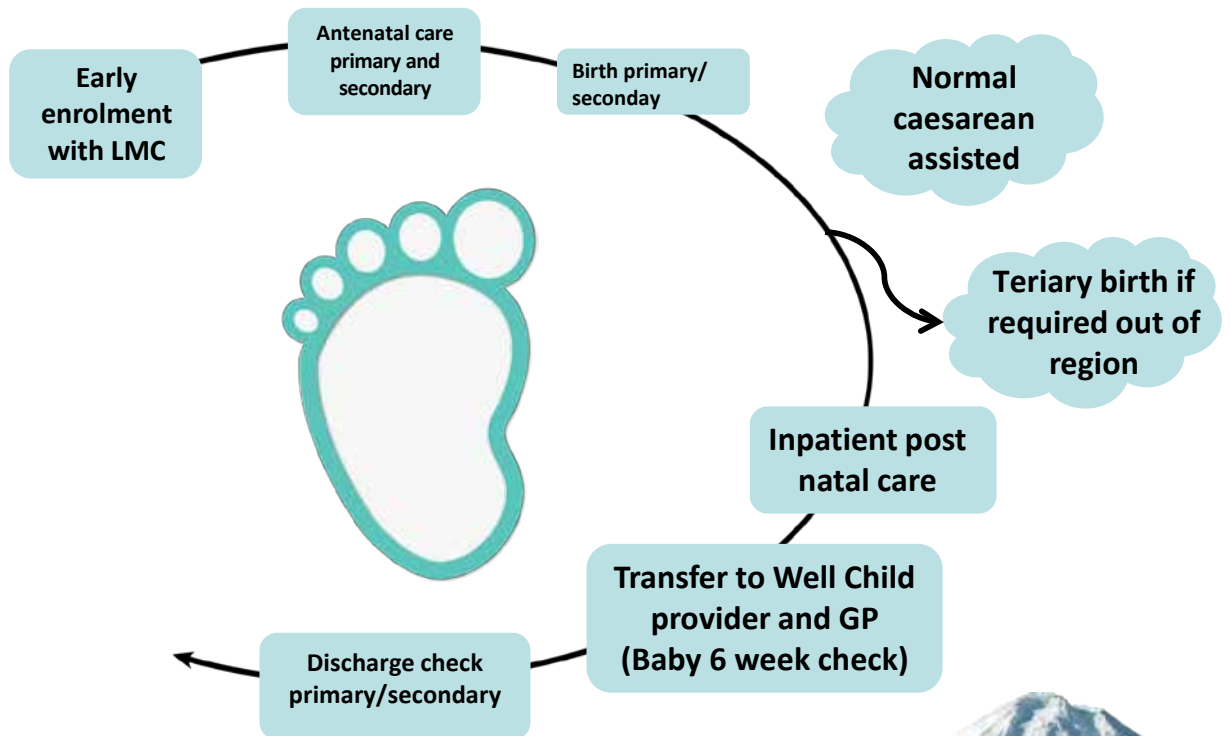 Early
enrolment
with LMC
Antenatal care
primary and
secondary
Birth primary/
seconday
Normal
caesarean
assisted
Teriary birth if
required out of
region
Inpatient post
natal care
Transfer to Well Child
provider and GP
(Baby 6 week check)
Discharge check
primary/secondary